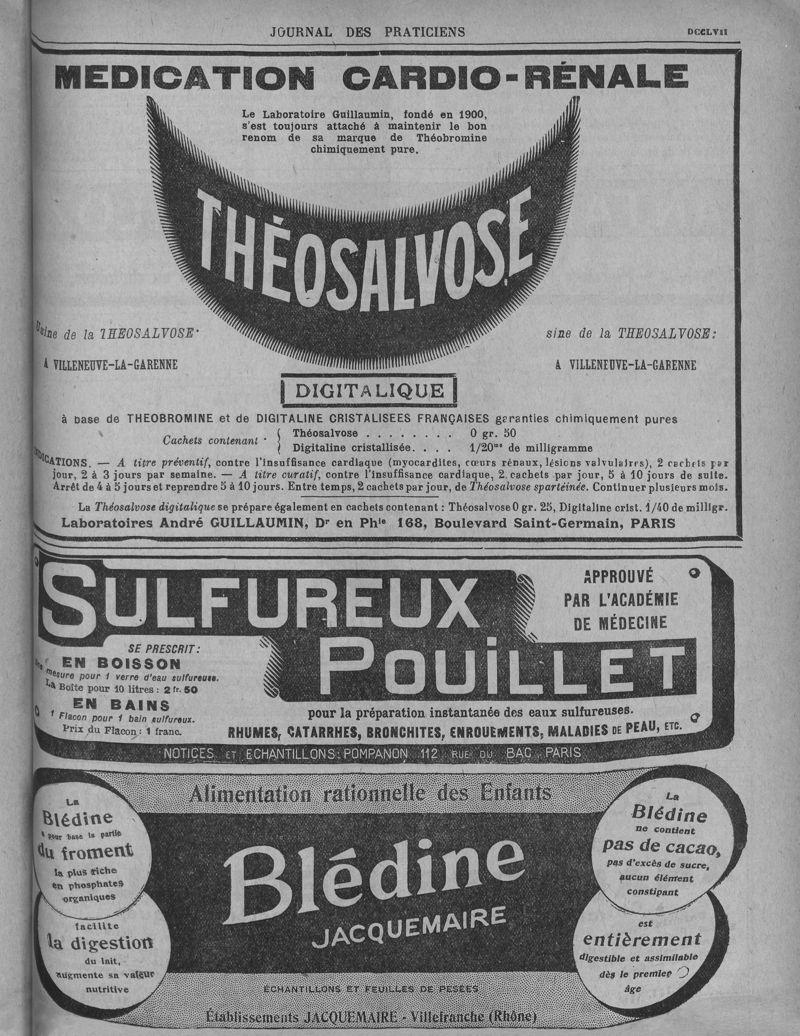 JOURNAL DES PRATICIENS
DCCLVII
MEDICATION CARDIO-RÉNALE
Le Laboratoire Guillaumin, fondé en 1900,
s'est toujours attaché à maintenir le bon
renom de sa marque de Théobromine
chimiquement pure.
THÉOSALVOSE
Usine de la THEOSALVOSE
A VILLENEUVE-LA-GARENNE
sine de la THEOSALVOSE:
A VILLENEUVE-LA-GARENNE
DIGITALIQUE
à base de THEOBROMINE et de DIGITALINE CRISTALISEES FRANÇAISES garanties chimiquement pures
Cachets contenant
Théosalvose . . . . . . . . 0 gr. 50
Digitaline cristallisée. . . . 1/20me de milligramme
INDICATIONS. — A titre préventif, contre l'insuffisance cardiaque (myocardites, cœurs rénaux, lésions valvulaires), 2 cachets par
jour, 2 à 3 jours par semaine. — A titre curatif, contre l'insuffisance cardiaque, 2 cachets par jour, 5 à 10 jours de suite.
Arrêt de 4 à 5 jours et reprendre 5 à 10 jours. Entre temps, 2 cachets par jour, de Théosalvose spartéinée. Continuer plusieurs mois.
La Théosalvose digitalique se prépare également en cachets contenant : Théosalvose 0 gr. 25, Digitaline crist. 1/40 de milligr.
Laboratoires André GUILLAUMIN, Dr en Phie 168, Boulevard Saint-Germain, PARIS
SULFUREUX
POUILLET
APPROUVÉ
PAR L'ACADÉMIE
DE MÉDECINE
SE PRESCRIT:
EN BOISSON
mesure pour 1 verre d'eau sulfureuse.
La Boîte pour 10 litres : 2 fr. 50
EN BAINS
1 Flacon pour 1 bain sulfureux.
Prix du Flacon : 1 franc.
pour la préparation instantanée des eaux sulfureuses.
RHUMES, CATARRHES, BRONCHITES, ENROUEMENTS, MALADIES DE PEAU, ETC.
NOTICES ET ECHANTILLONS: POMPANON 112 RUE DU BAC PARIS
Alimentation rationnelle des Enfants
Blédine
JACQUEMAIRE
La
Blédine
a pour base la partie
du froment
la plus riche
en phosphates
organiques
facilite
la digestion
du lait,
augmente sa valeur
nutritive
La
Blédine
ne contient
pas de cacao,
pas d'excès de sucre,
aucun élément
constipant
est
entièrement
digestible et assimilable
dès le premier
âge
ÉCHANTILLONS ET FEUILLES DE PESÉES
Établissements JACQUEMAIRE - Villefranche (Rhône)